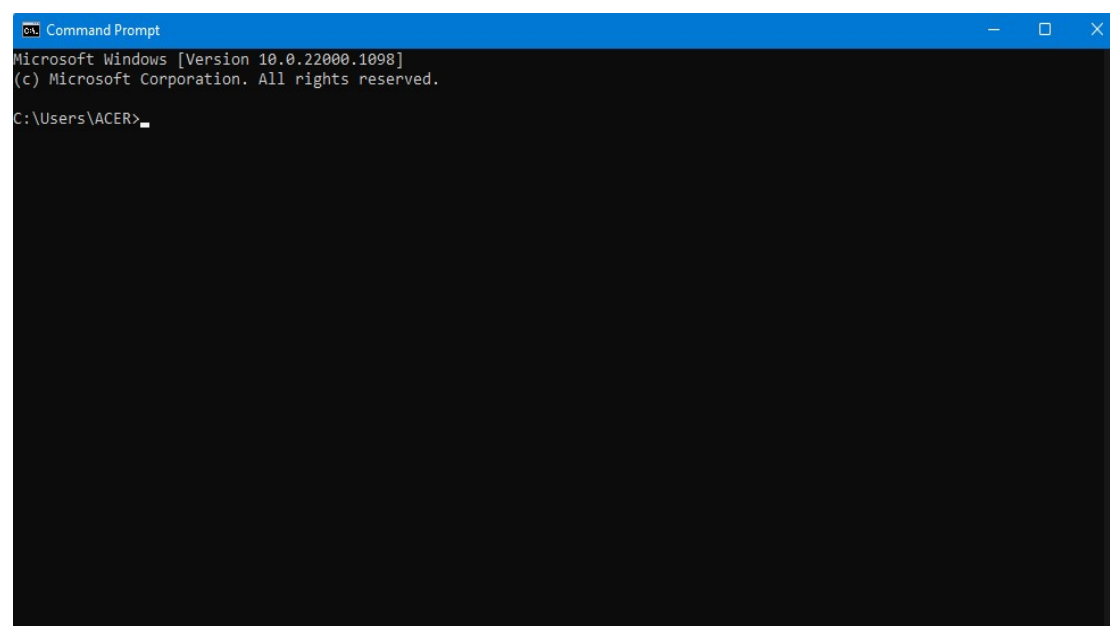 Command Prompt
Microsoft Windows [Version 10.0.22000.1098]
(c) Microsoft Corporation. All rights reserved.
C:\Users\ACER>